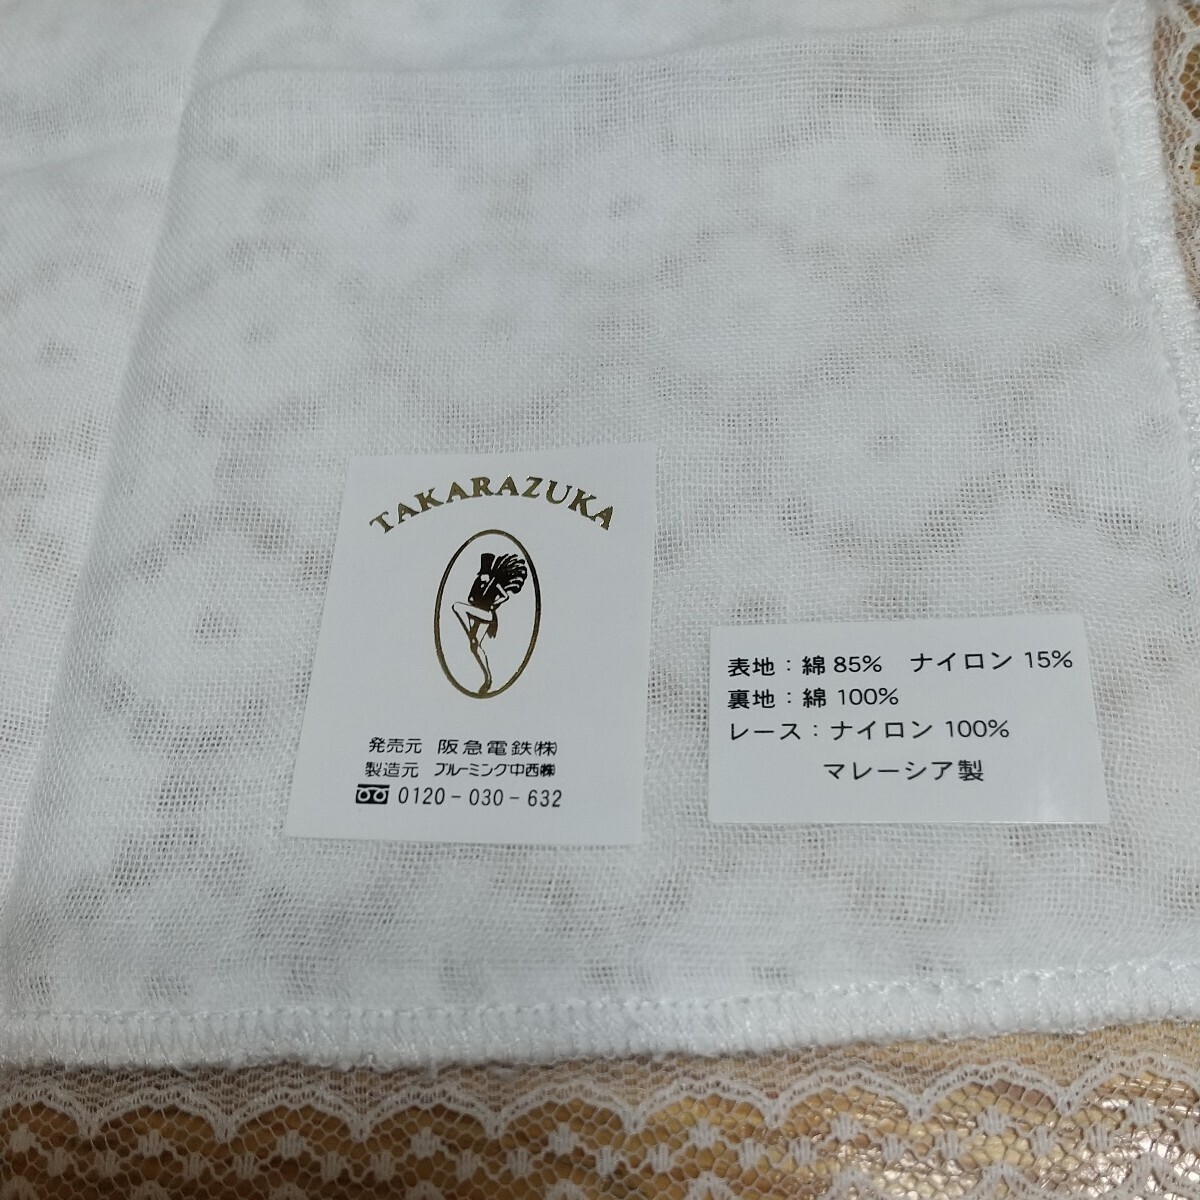 TAKARAZUKA
発売元 阪急電鉄㈱
製造元 ブルーミング中西㈱
0120-030-632
表地：綿 85%　ナイロン 15%
裏地：綿 100%
レース：ナイロン 100%
マレーシア製